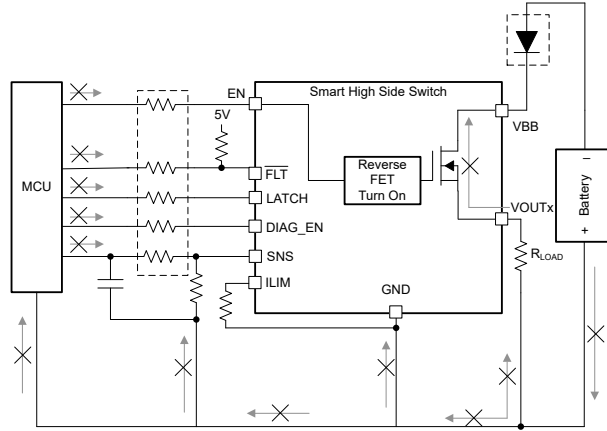 EN
Smart High Side Switch
5V
VBB
MCU
FLT
Reverse
FET
Turn On
LATCH
VOUTx
DIAG_EN
SNS
RLOAD
ILIM
GND
+ Battery −